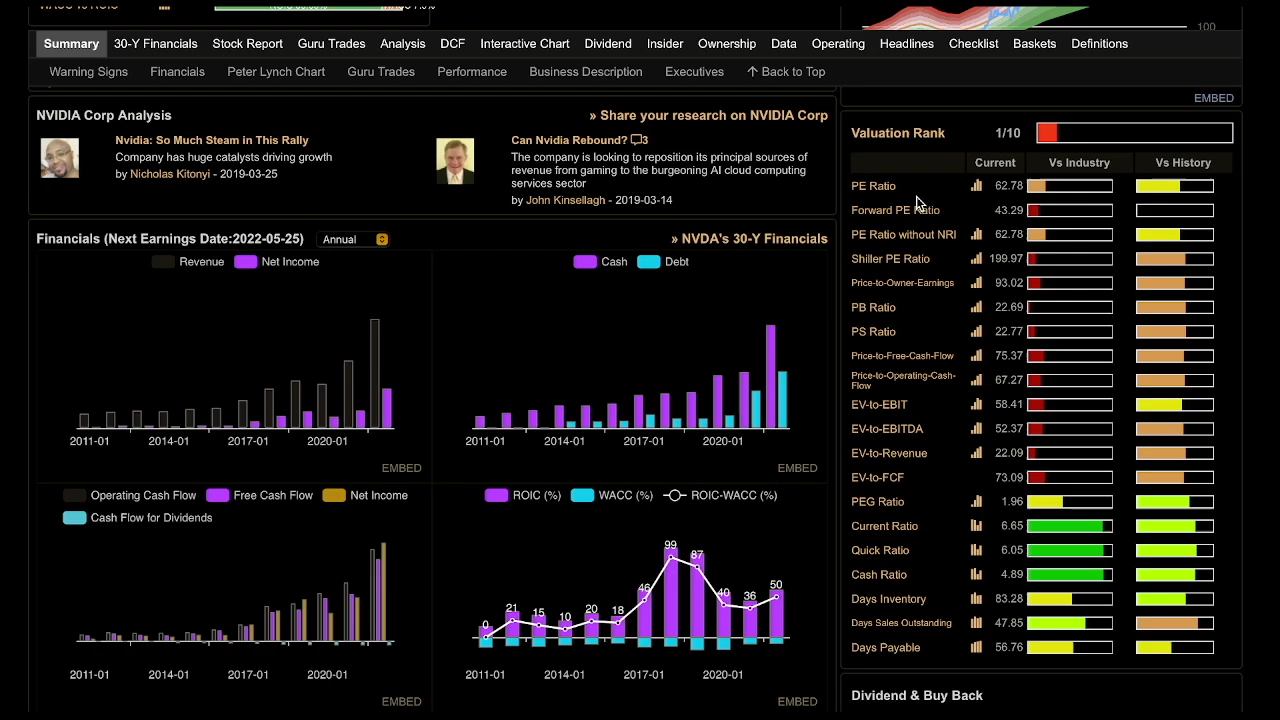 WACC vs ROIC
100
Summary 30-Y Financials Stock Report Guru Trades Analysis DCF Interactive Chart Dividend Insider Ownership Data Operating Headlines Checklist Baskets Definitions
Warning Signs Financials Peter Lynch Chart Guru Trades Performance Business Description Executives ↑ Back to Top
NVIDIA Corp Analysis
» Share your research on NVIDIA Corp
Nvidia: So Much Steam in This Rally
Company has huge catalysts driving growth
by Nicholas Kitonyi - 2019-03-25
Can Nvidia Rebound? 3
The company is looking to reposition its principal sources of
revenue from gaming to the burgeoning AI cloud computing
services sector
by John Kinsellagh - 2019-03-14
Financials (Next Earnings Date:2022-05-25) Annual » NVDA's 30-Y Financials
Revenue Net Income
2011-01 2014-01 2017-01 2020-01
EMBED
Cash Debt
2011-01 2014-01 2017-01 2020-01
EMBED
Operating Cash Flow Free Cash Flow Net Income
Cash Flow for Dividends
2011-01 2014-01 2017-01 2020-01
EMBED
ROIC (%) WACC (%) ROIC-WACC (%)
0 21 15 10 20 18 46 99 87 40 36 50
2011-01 2014-01 2017-01 2020-01
EMBED
EMBED
Valuation Rank 1/10
Current Vs Industry Vs History
PE Ratio 62.78
Forward PE Ratio 43.29
PE Ratio without NRI 62.78
Shiller PE Ratio 199.97
Price-to-Owner-Earnings 93.02
PB Ratio 22.69
PS Ratio 22.77
Price-to-Free-Cash-Flow 75.37
Price-to-Operating-Cash-
Flow 67.27
EV-to-EBIT 58.41
EV-to-EBITDA 52.37
EV-to-Revenue 22.09
EV-to-FCF 73.09
PEG Ratio 1.96
Current Ratio 6.65
Quick Ratio 6.05
Cash Ratio 4.89
Days Inventory 83.28
Days Sales Outstanding 47.85
Days Payable 56.76
Dividend & Buy Back